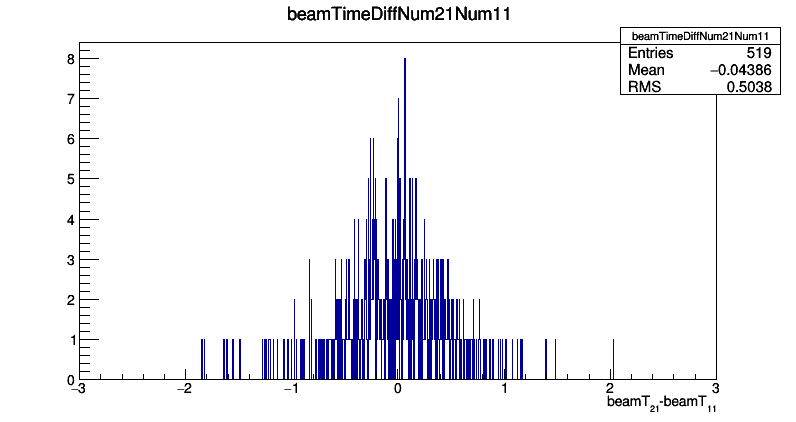 beamTimeDiffNum21Num11
beamTimeDiffNum21Num11
Entries 519
Mean −0.04386
RMS 0.5038
8
7
6
5
4
3
2
1
0
−3 −2 −1 0 1 2 3
beamT21-beamT11